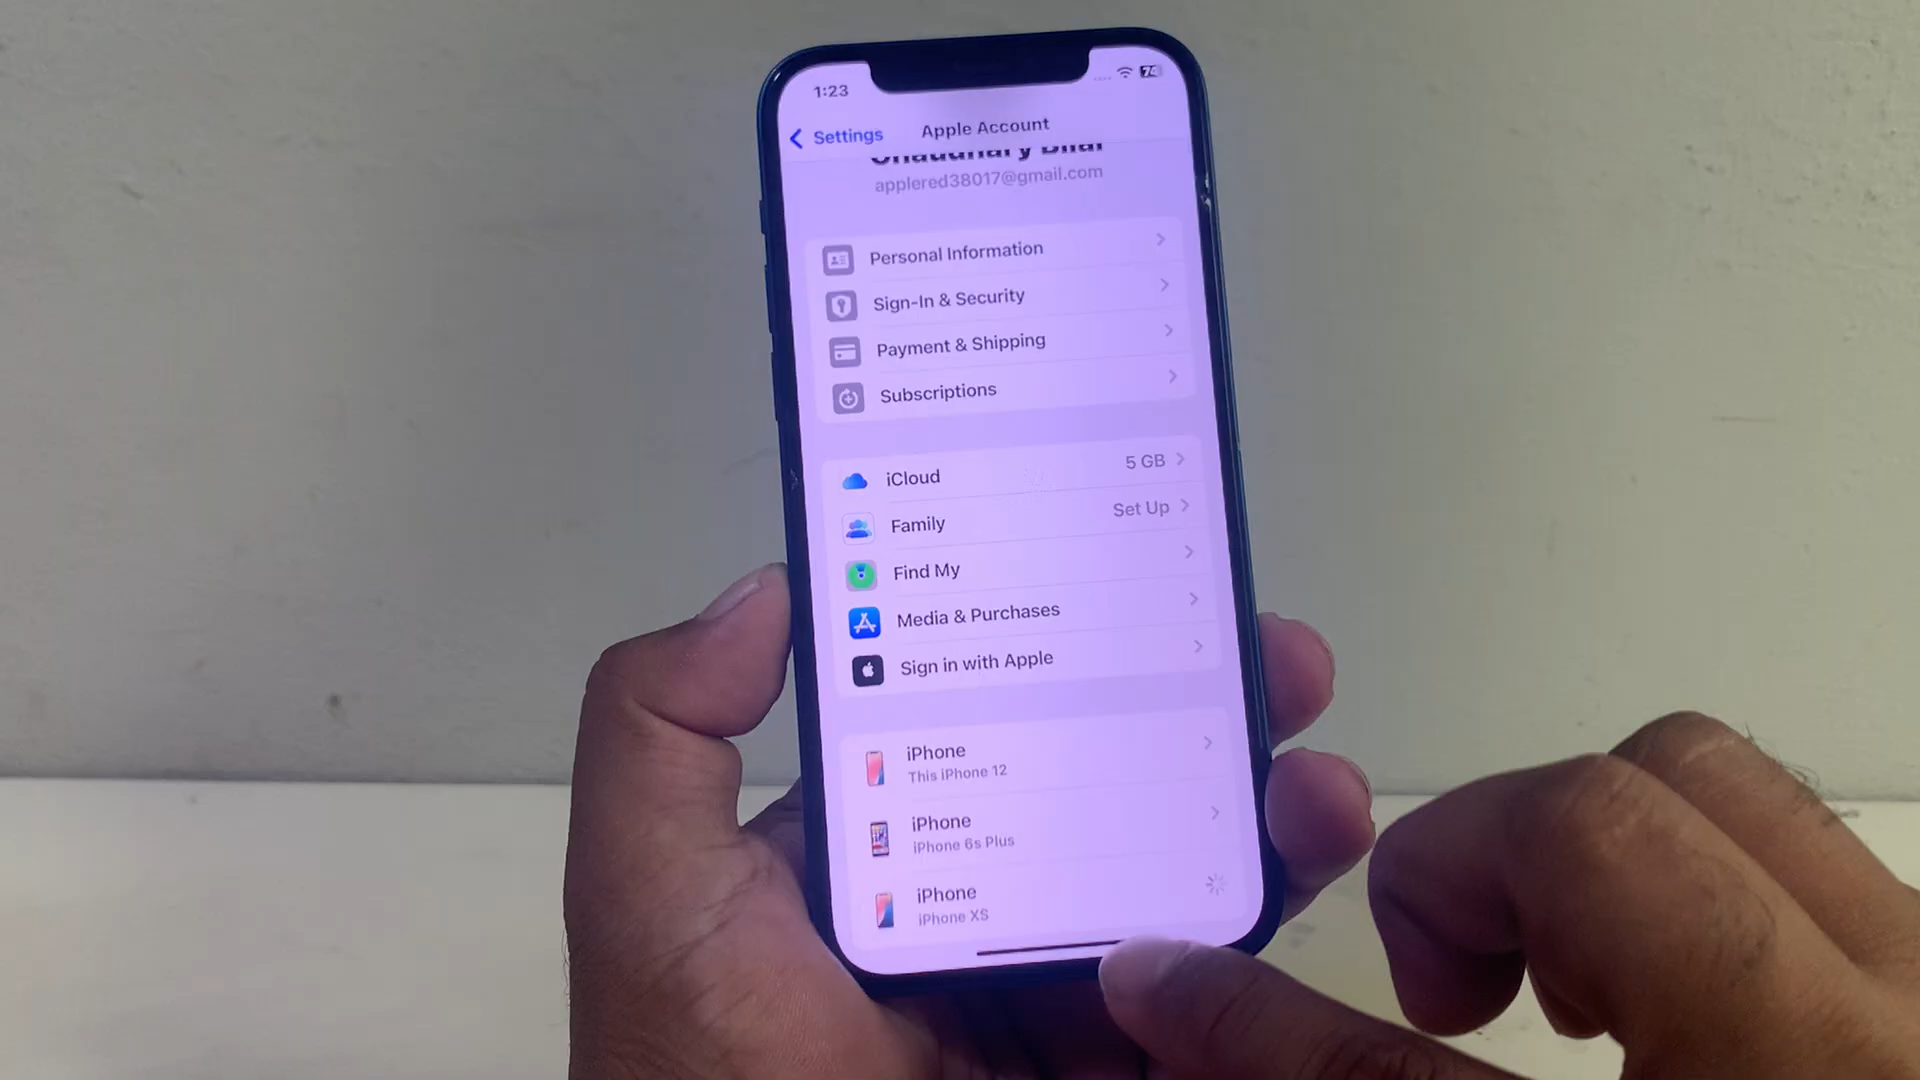 1:23
74
Settings
Apple Account
applered38017@gmail.com
Personal Information
Sign-In & Security
Payment & Shipping
Subscriptions
iCloud
5 GB
Family
Set Up
Find My
Media & Purchases
Sign in with Apple
iPhone
This iPhone 12
iPhone
iPhone 6s Plus
iPhone
iPhone XS